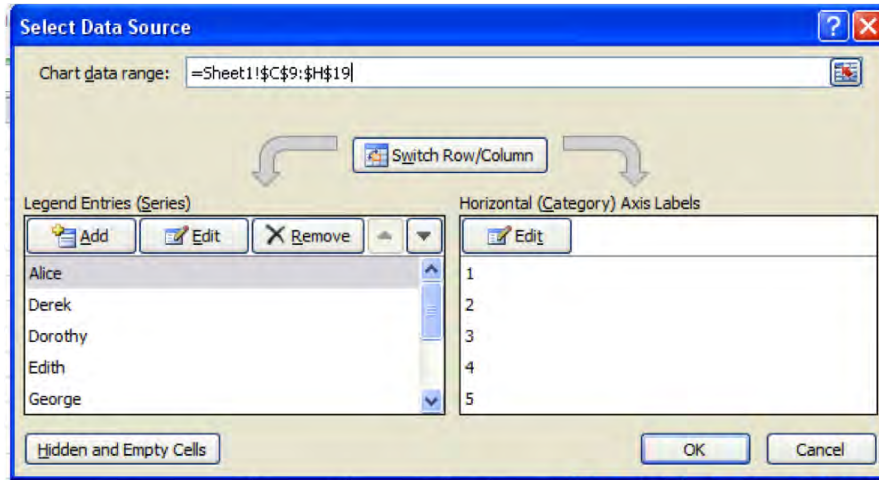 Select Data Source
Chart data range: =Sheet1!$C$9:$H$19
Switch Row/Column
Legend Entries (Series)
Add Edit Remove
Alice
Derek
Dorothy
Edith
George
Horizontal (Category) Axis Labels
Edit
1
2
3
4
5
Hidden and Empty Cells
OK Cancel